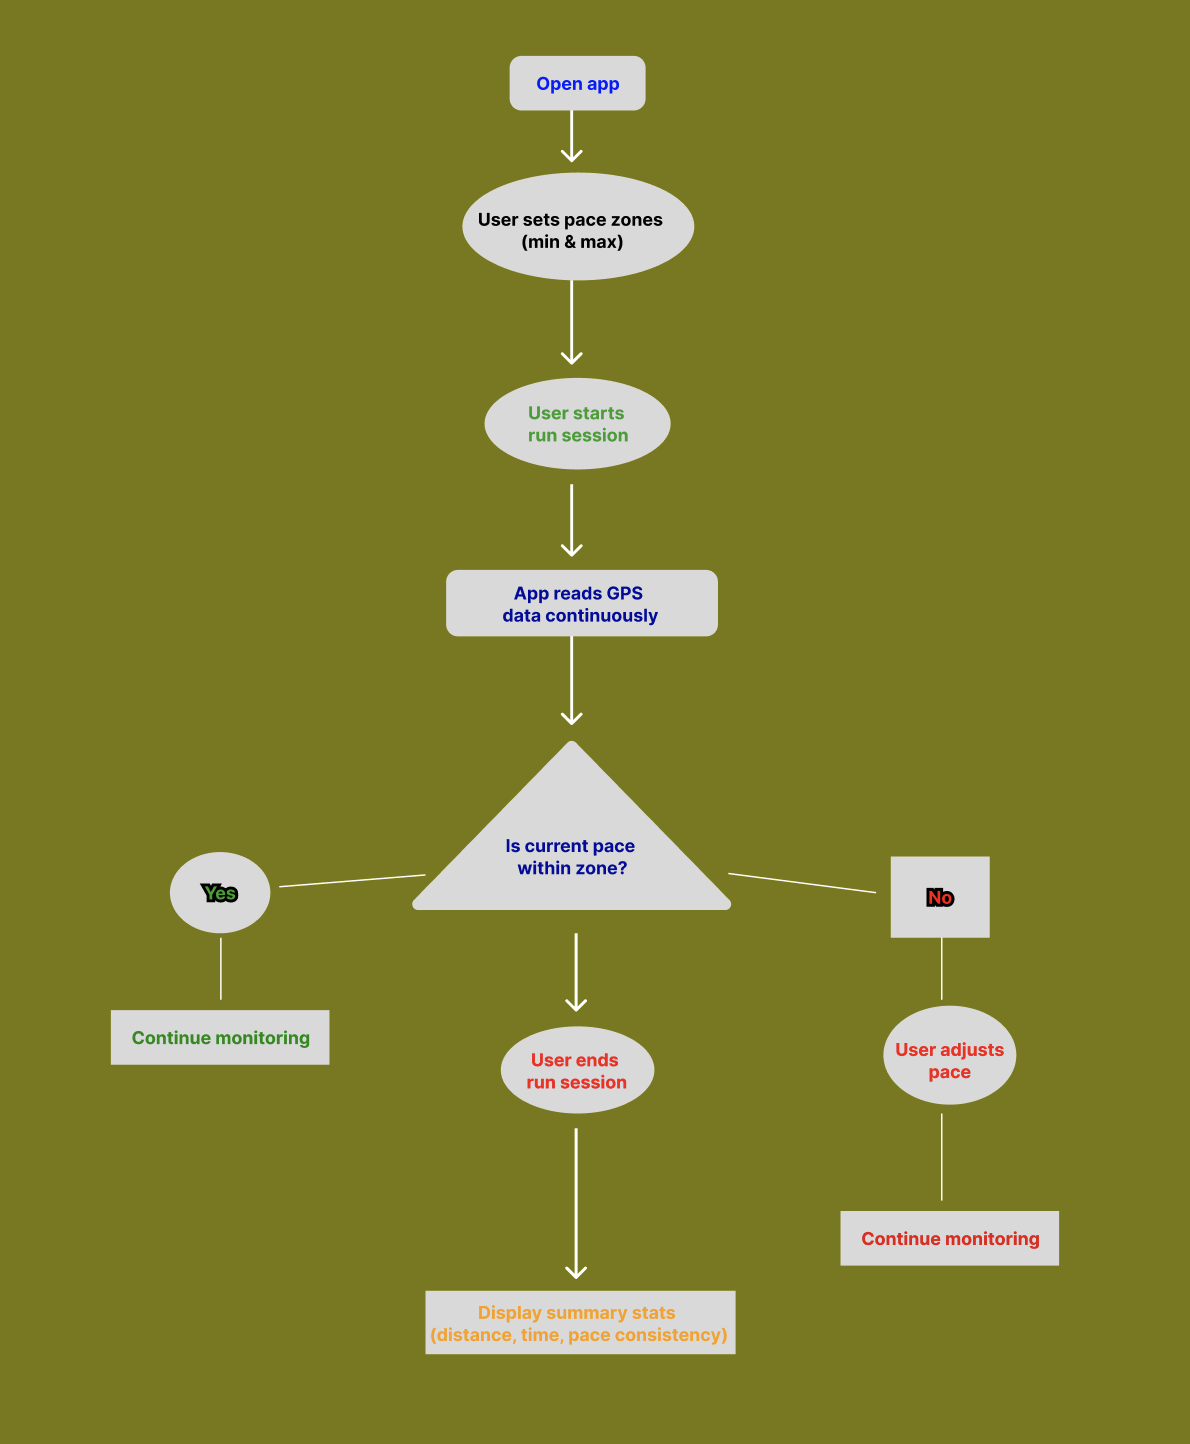 Open app
User sets pace zones
(min & max)
User starts
run session
App reads GPS
data continuously
Is current pace
within zone?
Yes
No
Continue monitoring
User ends
run session
User adjusts
pace
Continue monitoring
Display summary stats
(distance, time, pace consistency)